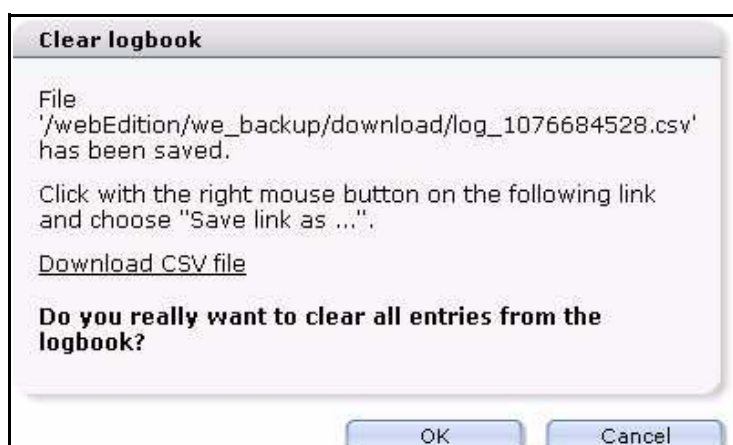 Clear logbook
File
'/webEdition/we_backup/download/log_1076684528.csv'
has been saved.
Click with the right mouse button on the following link
and choose "Save link as ...".
Download CSV file
Do you really want to clear all entries from the
logbook?
OK
Cancel